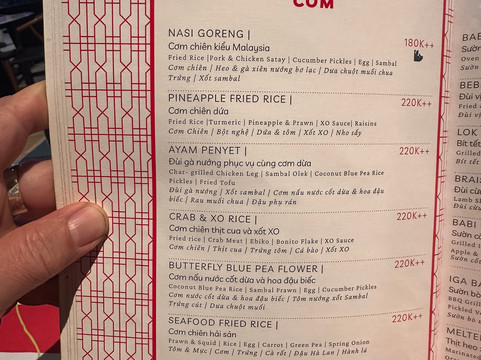 CƠM
NASI GORENG | 180K++
Cơm chiên kiểu Malaysia
Fried Rice |Pork & Chicken Satay | Cucumber Pickles | Egg | Sambal
Cơm chiên / Heo & gà xiên nướng bơ lạc / Dưa chuột muối chua
Trứng / Xốt sambal
PINEAPPLE FRIED RICE | 220K++
Cơm chiên dứa
Fried Rice |Turmeric | Pineapple & Prawn | XO Sauce| Raisins
Cơm Chiên / Bột nghệ / Dứa & tôm / Xốt XO / Nho sấy
AYAM PENYET | 220K++
Đùi gà nướng phục vụ cùng cơm dừa
Char- grilled Chicken Leg | Sambal Olek | Coconut Blue Pea Rice
Pickles | Fried Tofu
Đùi gà nướng / Xốt sambal / Cơm nấu nước cốt dừa & hoa đậu
biếc / Rau muối chua / Đậu phụ rán
CRAB & XO RICE | 220K++
Cơm chiên thịt cua và xốt XO
Fried rice | Crab Meat | Ebiko | Bonito Flake | XO Sauce
Cơm chiên / Thịt cua / Trứng tôm / Cá bào / Xốt XO
BUTTERFLY BLUE PEA FLOWER | 220K++
Cơm nấu nước cốt dừa và hoa đậu biếc
Coconut Blue Pea Rice | Sambal Prawn | Egg | Cucumber Pickles
Cơm nước cốt dừa & hoa đậu biếc / Tôm nướng xốt Sambal
Trứng cút / Dưa chuột muối
SEAFOOD FRIED RICE | 220K++
Cơm chiên hải sản
Prawn & Squid | Rice | Egg | Carrot | Green Pea | Spring Onion
Tôm & Mực / Cơm / Trứng / Cà rốt / Đậu Hà Lan / Hành lá